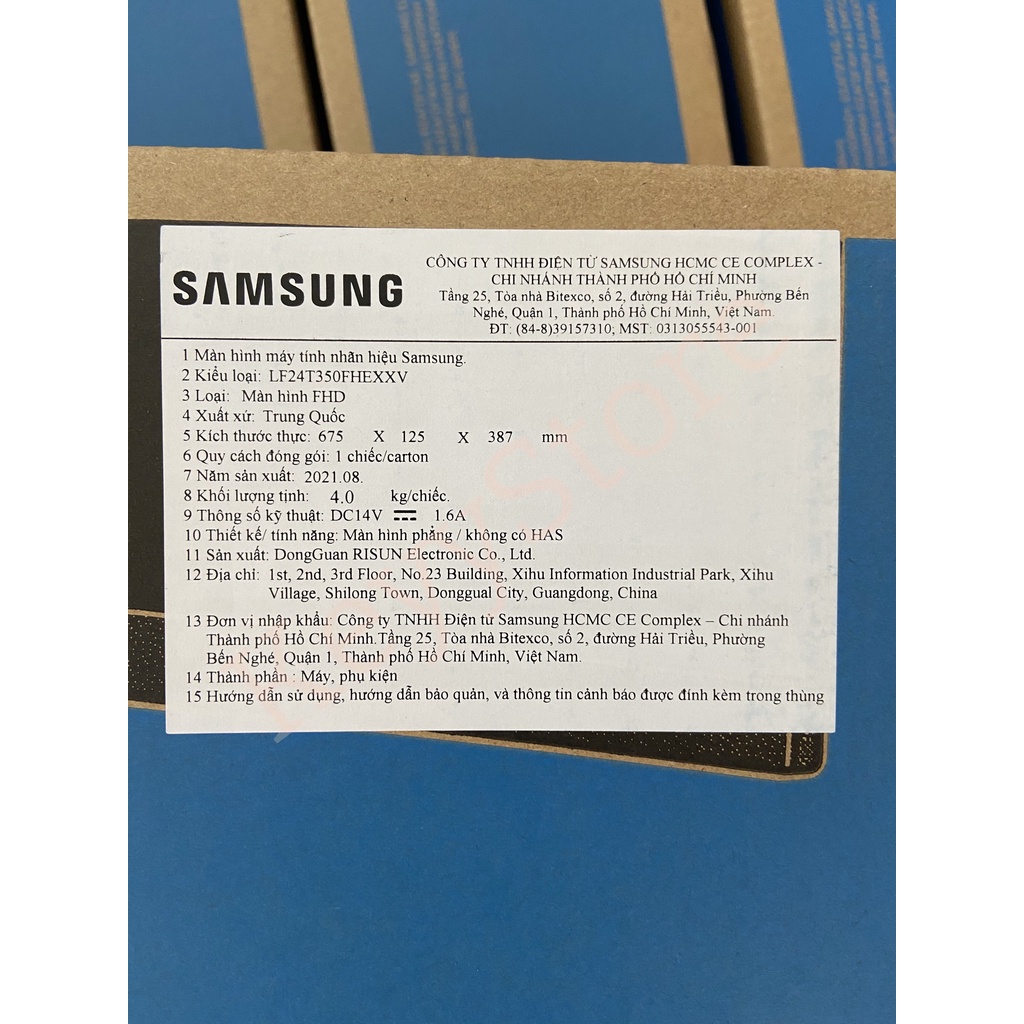 SAMSUNG
CÔNG TY TNHH ĐIỆN TỬ SAMSUNG HCMC CE COMPLEX -
CHI NHÁNH THÀNH PHỐ HỒ CHÍ MINH
Tầng 25, Tòa nhà Bitexco, số 2, đường Hải Triều, Phường Bến
Nghé, Quận 1, Thành phố Hồ Chí Minh, Việt Nam.
ĐT: (84-8)39157310; MST: 0313055543-001
1 Màn hình máy tính nhãn hiệu Samsung.
2 Kiểu loại: LF24T350FHEXXV
3 Loại: Màn hình FHD
4 Xuất xứ: Trung Quốc
5 Kích thước thực: 675 X 125 X 387 mm
6 Quy cách đóng gói: 1 chiếc/carton
7 Năm sản xuất: 2021.08.
8 Khối lượng tịnh: 4.0 kg/chiếc.
9 Thông số kỹ thuật: DC14V 1.6A
10 Thiết kế/ tính năng: Màn hình phẳng / không có HAS
11 Sản xuất: DongGuan RISUN Electronic Co., Ltd.
12 Địa chỉ: 1st, 2nd, 3rd Floor, No.23 Building, Xihu Information Industrial Park, Xihu
Village, Shilong Town, Donggual City, Guangdong, China
13 Đơn vị nhập khẩu: Công ty TNHH Điện tử Samsung HCMC CE Complex – Chi nhánh
Thành phố Hồ Chí Minh.Tầng 25, Tòa nhà Bitexco, số 2, đường Hải Triều, Phường
Bến Nghé, Quận 1, Thành phố Hồ Chí Minh, Việt Nam.
14 Thành phần : Máy, phụ kiện
15 Hướng dẫn sử dụng, hướng dẫn bảo quản, và thông tin cảnh báo được đính kèm trong thùng